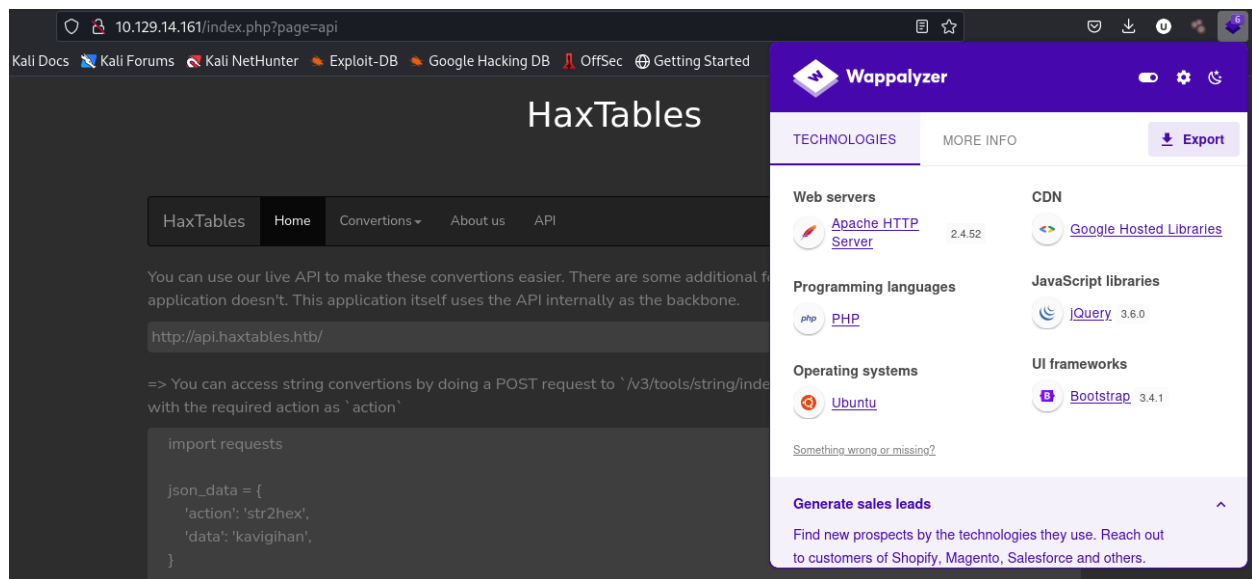 10.129.14.161/index.php?page=api
6
Kali Docs Kali Forums Kali NetHunter Exploit-DB Google Hacking DB OffSec Getting Started
HaxTables
HaxTables Home Convertions About us API
You can use our live API to make these convertions easier. There are some additional
application doesn't. This application itself uses the API internally as the backbone.
http://api.haxtables.htb/
=> You can access string convertions by doing a POST request to `/v3/tools/string/inde
with the required action as `action`
import requests
json_data = {
'action': 'str2hex',
'data': 'kavigihan',
}
Wappalyzer
TECHNOLOGIES
MORE INFO
Export
Web servers
Apache HTTP
Server
2.4.52
Programming languages
php PHP
Operating systems
Ubuntu
Something wrong or missing?
CDN
Google Hosted Libraries
JavaScript libraries
jQuery 3.6.0
UI frameworks
B Bootstrap 3.4.1
Generate sales leads
Find new prospects by the technologies they use. Reach out
to customers of Shopify, Magento, Salesforce and others.